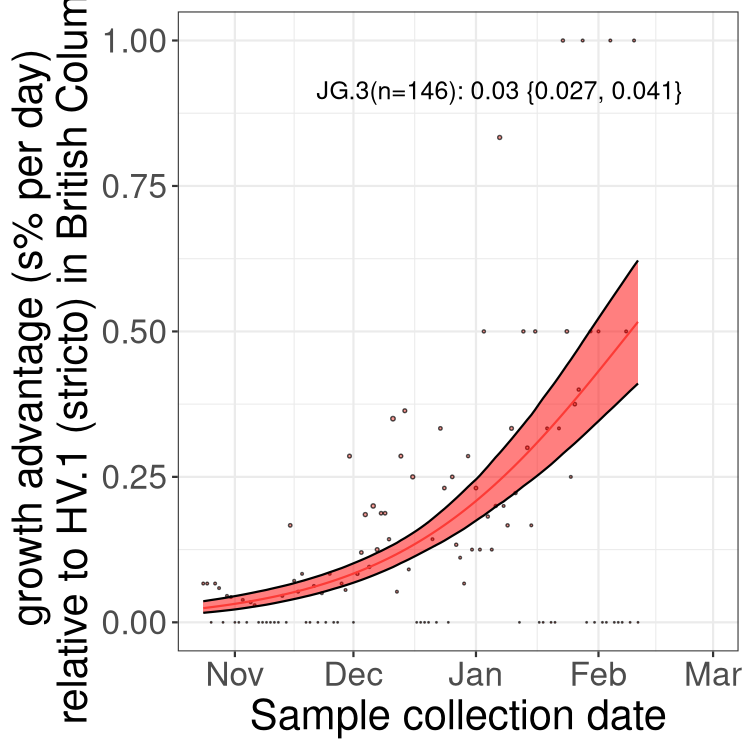 growth advantage (s% per day)
relative to HV.1 (stricto) in British Colum
1.00
0.75
0.50
0.25
0.00
JG.3(n=146): 0.03 {0.027, 0.041}
Nov Dec Jan Feb Mar
Sample collection date